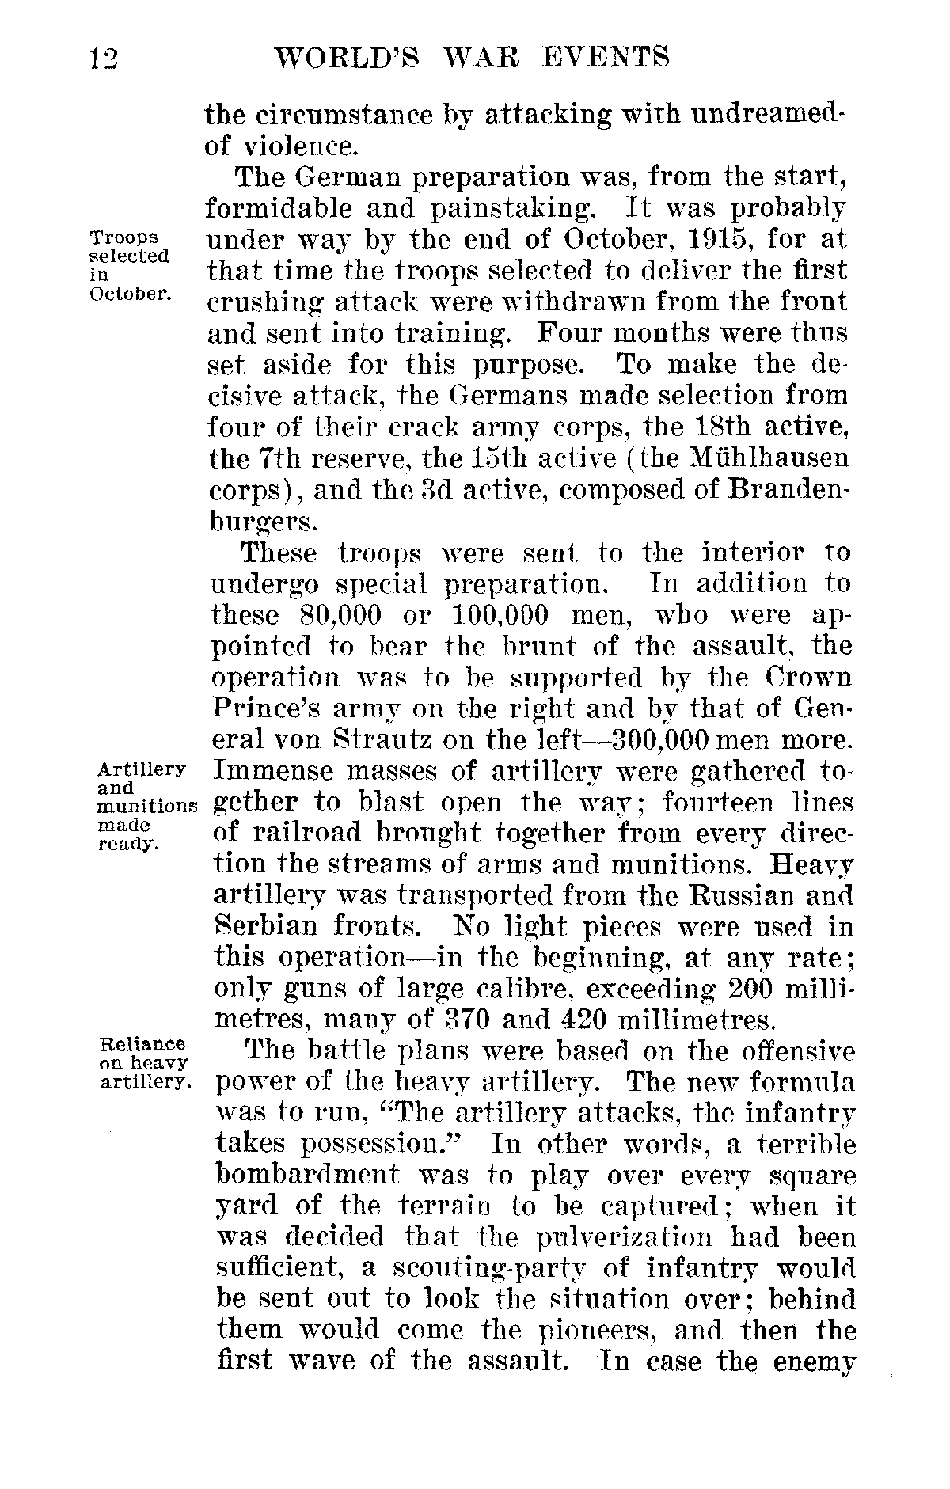 12 WORLD'S WAR EVENTS
the circumstance by attacking with undreamed-
of violence.
The German preparation was, from the start,
formidable and painstaking. It was probably
Troops
selected
in
October.
under way by the end of October, 1915, for at
that time the troops selected to deliver the first
crushing attack were withdrawn from the front
and sent into training. Four months were thus
set aside for this purpose. To make the de-
cisive attack, the Germans made selection from
four of their crack army corps, the 18th active,
the 7th reserve, the 15th active (the Mühlhausen
corps), and the 3d active, composed of Branden-
burgers.
These troops were sent to the interior to
undergo special preparation. In addition to
these 80,000 or 100,000 men, who were ap-
pointed to bear the brunt of the assault, the
operation was to be supported by the Crown
Prince's army on the right and by that of Gen-
eral von Strautz on the left—300,000 men more.
Artillery
and
munitions
made
ready.
Immense masses of artillery were gathered to-
gether to blast open the way; fourteen lines
of railroad brought together from every direc-
tion the streams of arms and munitions. Heavy
artillery was transported from the Russian and
Serbian fronts. No light pieces were used in
this operation—in the beginning, at any rate;
only guns of large calibre, exceeding 200 milli-
metres, many of 370 and 420 millimetres.
Reliance
on heavy
artillery.
The battle plans were based on the offensive
power of the heavy artillery. The new formula
was to run, "The artillery attacks, the infantry
takes possession." In other words, a terrible
bombardment was to play over every square
yard of the terrain to be captured; when it
was decided that the pulverization had been
sufficient, a scouting-party of infantry would
be sent out to look the situation over; behind
them would come the pioneers, and then the
first wave of the assault. In case the enemy